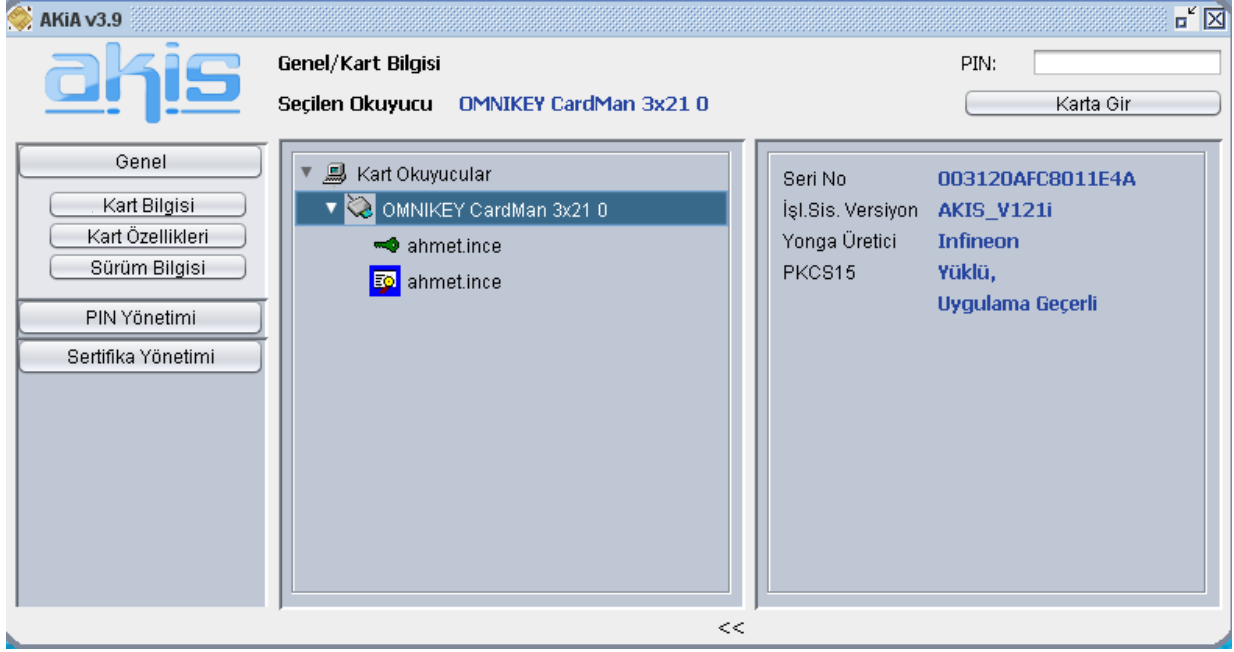 AKiA v3.9
akis
Genel/Kart Bilgisi
PIN:
Seçilen Okuyucu OMNIKEY CardMan 3x21 0
Karta Gir
Genel
Kart Bilgisi
Kart Özellikleri
Sürüm Bilgisi
PIN Yönetimi
Sertifika Yönetimi
Kart Okuyucular
OMNIKEY CardMan 3x21 0
ahmet.ince
ahmet.ince
Seri No 003120AFC8011E4A
İşl.Sis. Versiyon AKIS_V121i
Yonga Üretici Infineon
PKCS15 Yüklü,
Uygulama Geçerli
<<